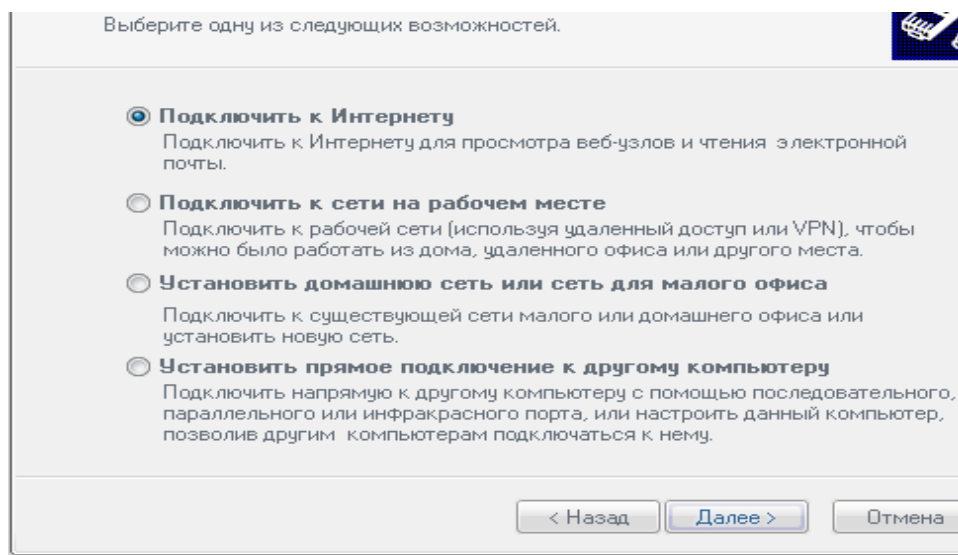 Выберите одну из следующих возможностей.
Подключить к Интернету
Подключить к Интернету для просмотра веб-узлов и чтения электронной
почты.
Подключить к сети на рабочем месте
Подключить к рабочей сети (используя удаленный доступ или VPN), чтобы
можно было работать из дома, удаленного офиса или другого места.
Установить домашнюю сеть или сеть для малого офиса
Подключить к существующей сети малого или домашнего офиса или
установить новую сеть.
Установить прямое подключение к другому компьютеру
Подключить напрямую к другому компьютеру с помощью последовательного,
параллельного или инфракрасного порта, или настроить данный компьютер,
позволив другим компьютерам подключаться к нему.
< Назад Далее > Отмена